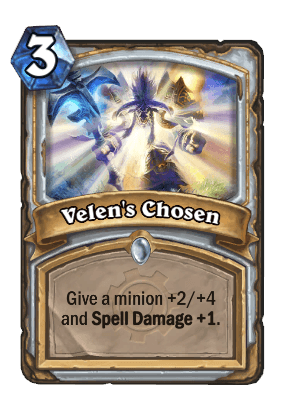 3
Velen's Chosen
Give a minion +2/+4
and Spell Damage +1.